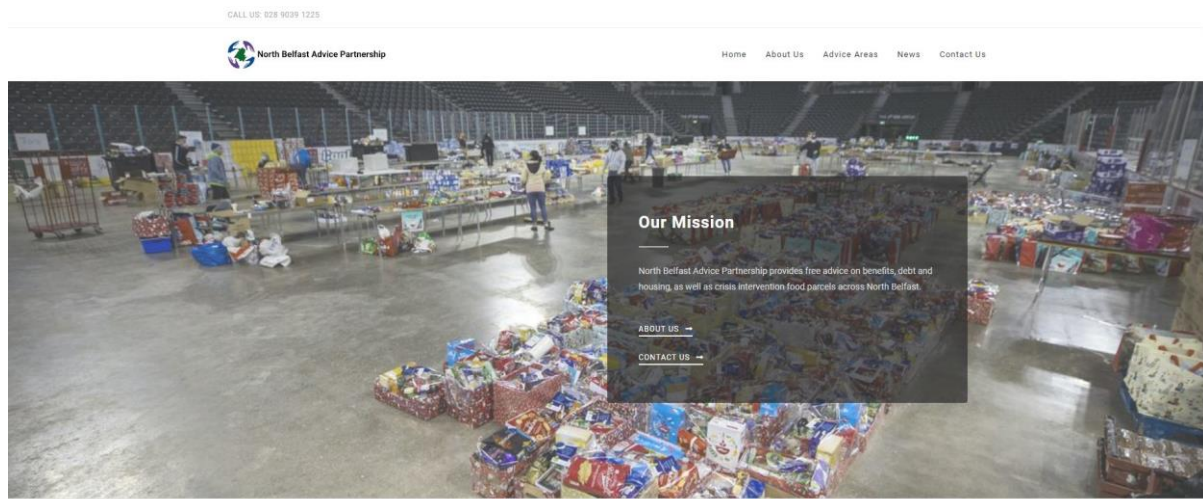 CALL US: 028 9039 1225
North Belfast Advice Partnership
Home About Us Advice Areas News Contact Us
Our Mission
North Belfast Advice Partnership provides free advice on benefits, debt and
housing, as well as crisis intervention food parcels across North Belfast.
ABOUT US →
CONTACT US →